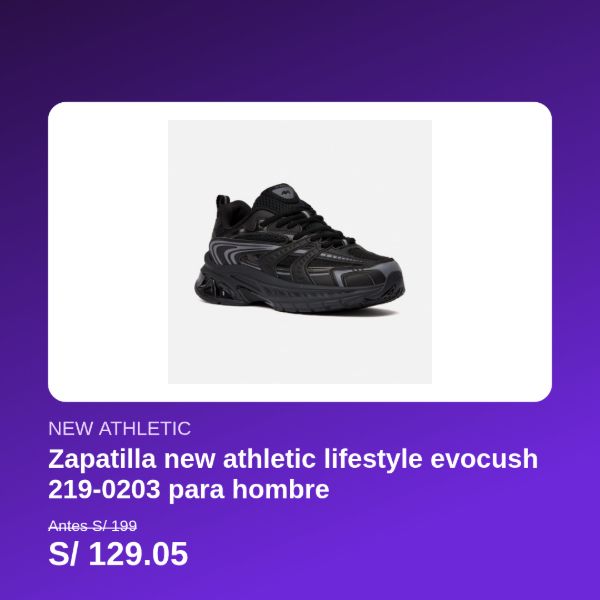 NEW ATHLETIC
Zapatilla new athletic lifestyle evocush
219-0203 para hombre
Antes S/ 199
S/ 129.05